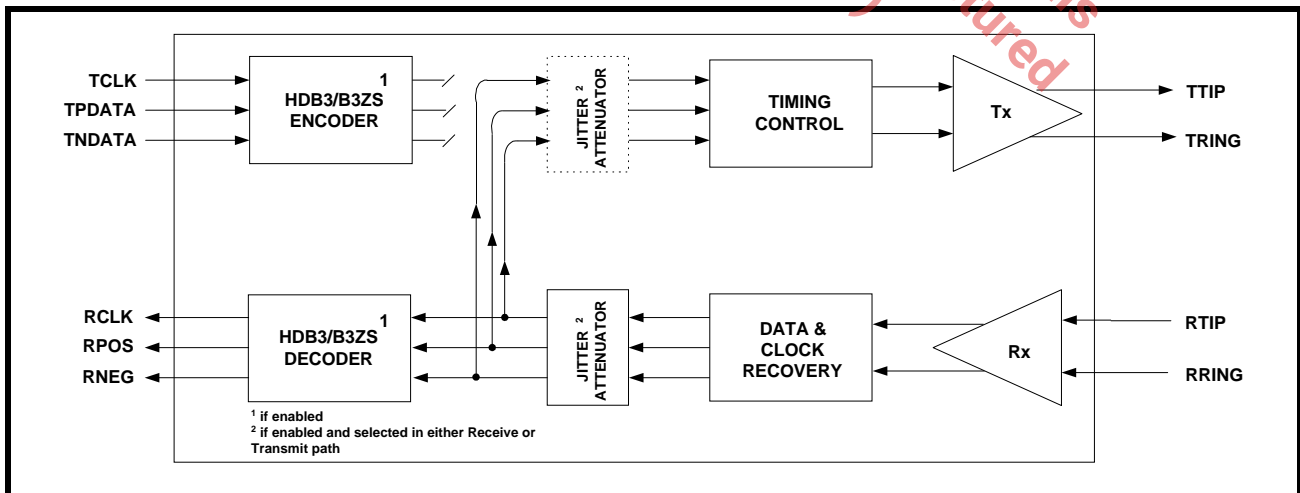 TCLK
TPDATA
TNDATA
HDB3/B3ZS 1
ENCODER
JITTER 2
ATTENUATOR
TIMING
CONTROL
Tx
TTIP
TRING
RCLK
RPOS
RNEG
HDB3/B3ZS 1
DECODER
JITTER 2
ATTENUATOR
DATA &
CLOCK
RECOVERY
Rx
RTIP
RRING
1 if enabled
2 if enabled and selected in either Receive or
Transmit path